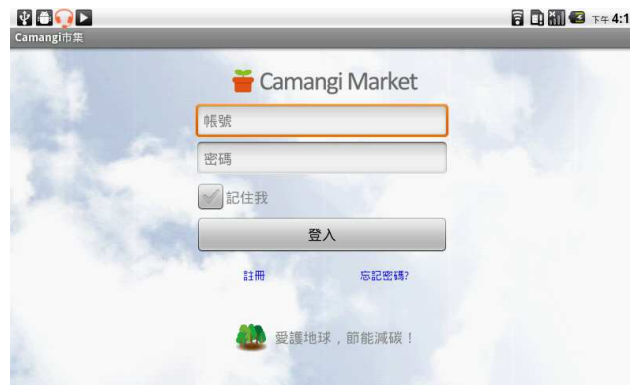 下午 4:1
Camangi市集
Camangi Market
帳號
密碼
記住我
登入
註冊 忘記密碼?
愛護地球，節能減碳！